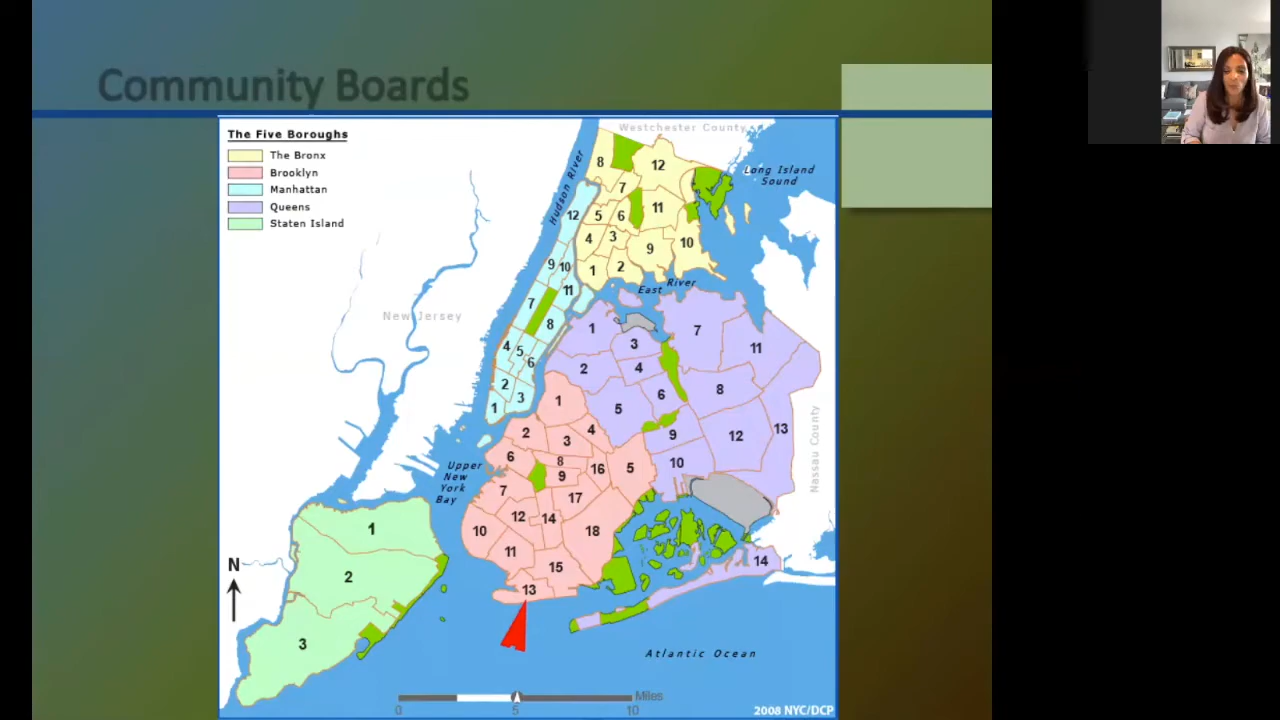 Community Boards
The Five Boroughs
The Bronx
Brooklyn
Manhattan
Queens
Staten Island
Westchester County
Hudson River
Long Island
Sound
New Jersey
East River
Nassau County
Upper
New
York
Bay
Atlantic Ocean
N
8
12
7
11
5
6
4
3
9
10
1
2
12
9
10
11
7
8
4
5
6
2
3
1
1
7
3
11
2
4
6
8
5
9
12
13
10
14
1
2
3
4
6
8
16
5
9
7
17
12
14
10
18
11
15
13
1
2
3
Miles
0
5
10
2008 NYC/DCP